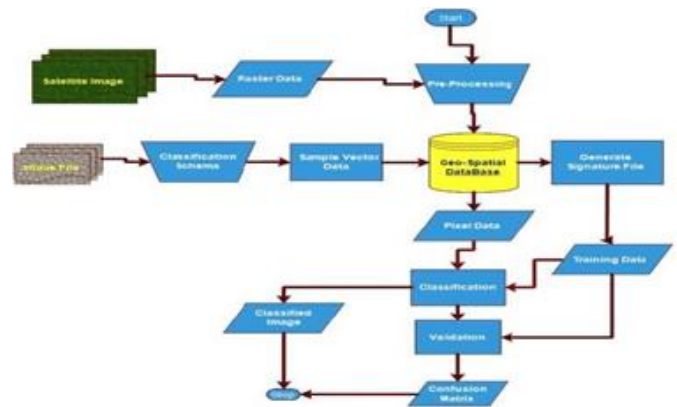 Start
Satellite Image
Raster Data
Pre-Processing
Classification
Schema
Sample Vector
Data
Geo-Spatial
DataBase
Generate
Signature File
Pixel Data
Training Data
Classification
Classified
Image
Validation
Confusion
Matrix
Stop